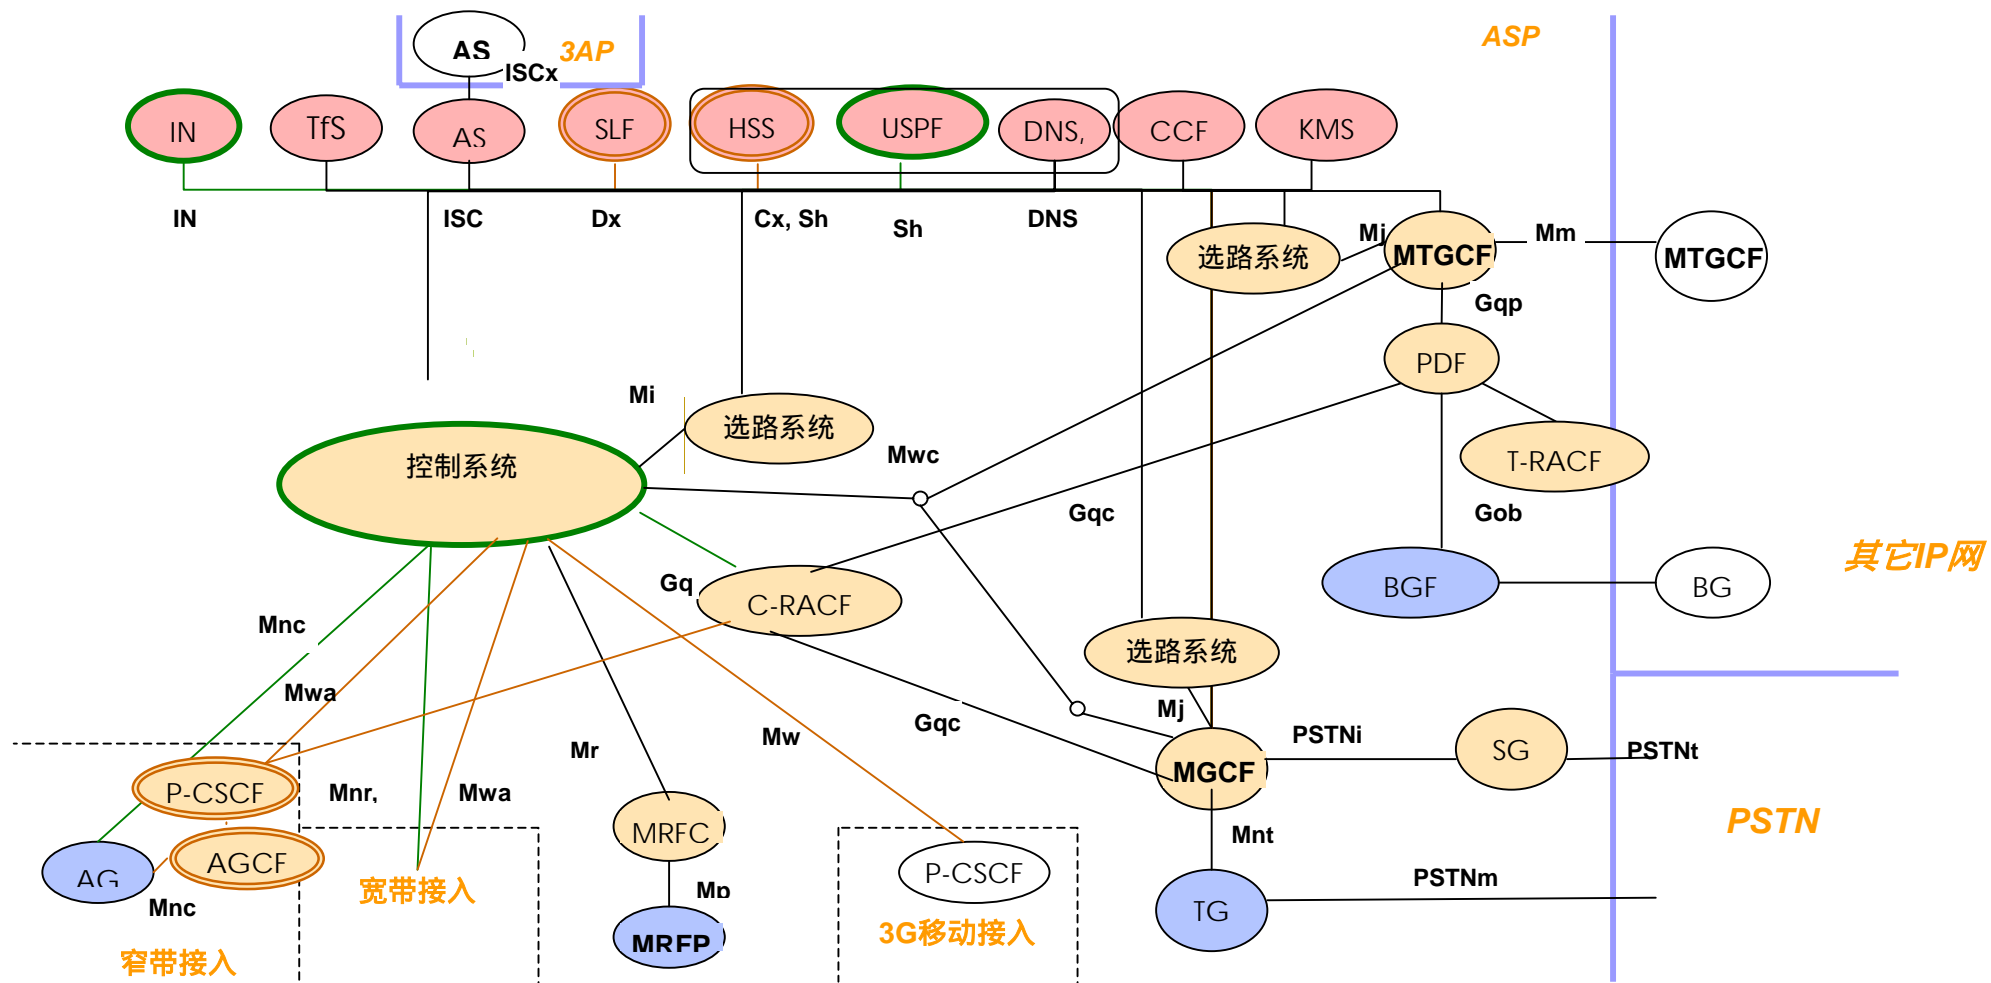 ASP
AS
3AP
ISCx
IN
TfS
AS
SLF
HSS
USPF
DNS,
CCF
KMS
IN
ISC
Dx
Cx, Sh
Sh
DNS
选路系统
Mj
MTGCF
Mm
MTGCF
Gqp
PDF
Mi
选路系统
控制系统
Mwc
T-RACF
Gqc
Gob
其它IP网
Gq
C-RACF
BGF
BG
Mnc
选路系统
Mwa
Mj
Gqc
Mw
Mr
PSTNi
SG
PSTNt
MGCF
P-CSCF
Mnr,
Mwa
PSTN
MRFC
Mnt
AGCF
AG
P-CSCF
宽带接入
Mp
PSTNm
Mnc
TG
MRFP
3G移动接入
窄带接入